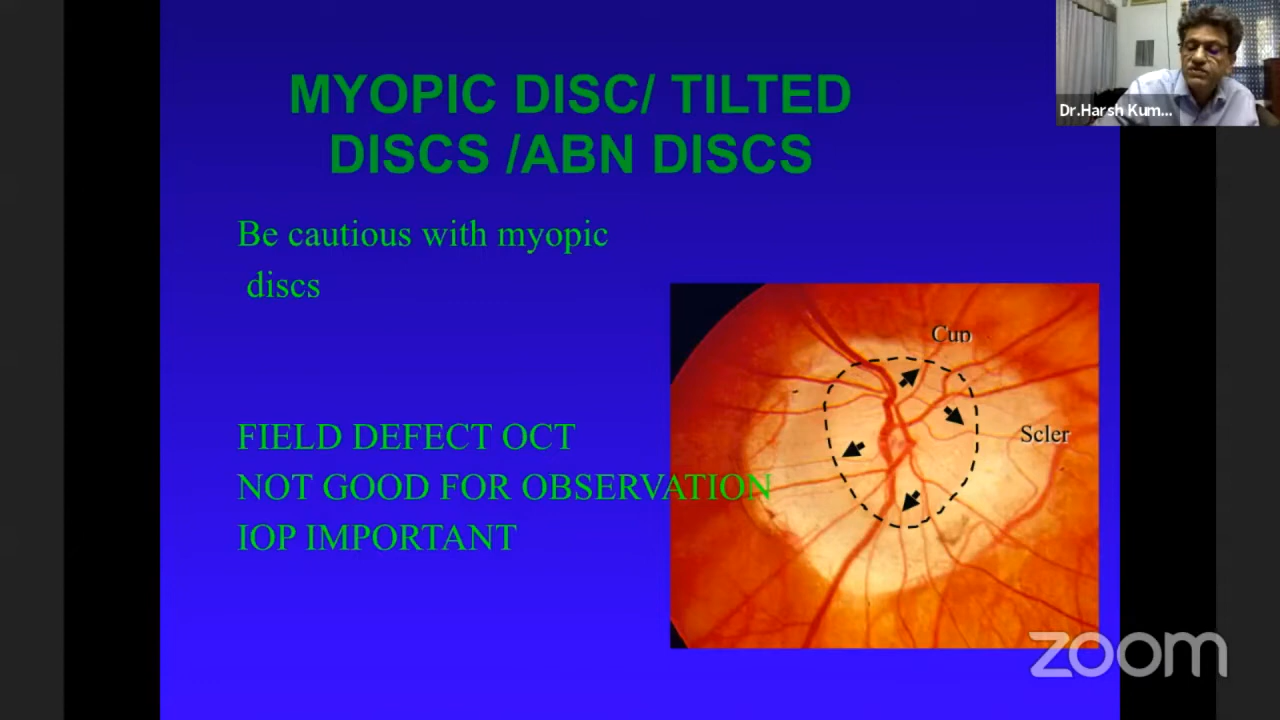 MYOPIC DISC/ TILTED
DISCS /ABN DISCS
Dr.Harsh Kum...
Be cautious with myopic
discs
Cup
Scler
FIELD DEFECT OCT
NOT GOOD FOR OBSERVATION
IOP IMPORTANT
zoom